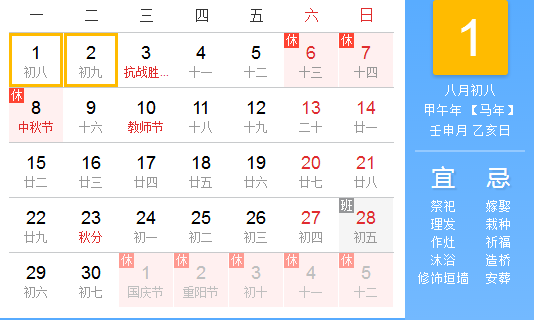 一 二 三 四 五 六 日
1 2 3 4 5 休 6 休 7
初八 初九 抗战胜... 十一 十二 十三 十四
休 8 9 10 11 12 13 14
中秋节 十六 教师节 十八 十九 二十 廿一
15 16 17 18 19 20 21
廿二 廿三 廿四 廿五 廿六 廿七 廿八
22 23 24 25 26 27 班 28
廿九 秋分 初一 初二 初三 初四 初五
29 30 休 1 休 2 休 3 休 4 休 5
初六 初七 国庆节 重阳节 初十 十一 十二
1
八月初八
甲午年 【马年】
壬申月 乙亥日
宜 忌
祭祀 嫁娶
理发 栽种
作灶 祈福
沐浴 造桥
修饰垣墙 安葬